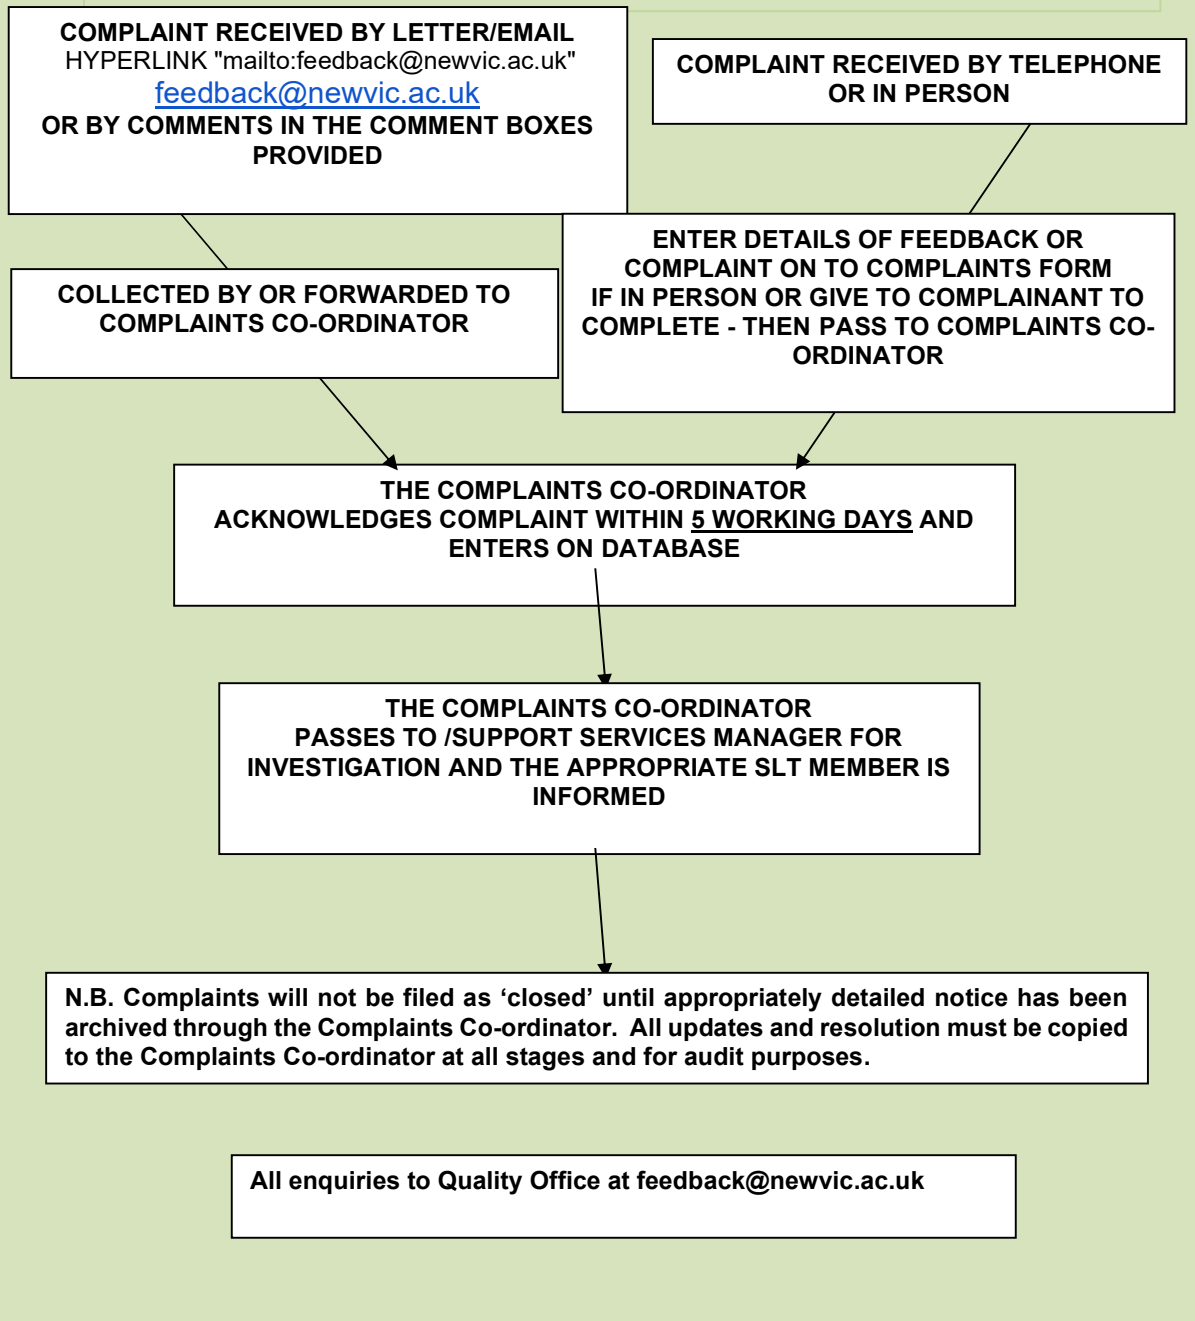 COMPLAINT RECEIVED BY LETTER/EMAIL
HYPERLINK "mailto:feedback@newvic.ac.uk"
feedback@newvic.ac.uk
OR BY COMMENTS IN THE COMMENT BOXES
PROVIDED
COMPLAINT RECEIVED BY TELEPHONE
OR IN PERSON
COLLECTED BY OR FORWARDED TO
COMPLAINTS CO-ORDINATOR
ENTER DETAILS OF FEEDBACK OR
COMPLAINT ON TO COMPLAINTS FORM
IF IN PERSON OR GIVE TO COMPLAINANT TO
COMPLETE - THEN PASS TO COMPLAINTS CO-
ORDINATOR
THE COMPLAINTS CO-ORDINATOR
ACKNOWLEDGES COMPLAINT WITHIN 5 WORKING DAYS AND
ENTERS ON DATABASE
THE COMPLAINTS CO-ORDINATOR
PASSES TO /SUPPORT SERVICES MANAGER FOR
INVESTIGATION AND THE APPROPRIATE SLT MEMBER IS
INFORMED
N.B. Complaints will not be filed as ‘closed’ until appropriately detailed notice has been
archived through the Complaints Co-ordinator.  All updates and resolution must be copied
to the Complaints Co-ordinator at all stages and for audit purposes.
All enquiries to Quality Office at feedback@newvic.ac.uk